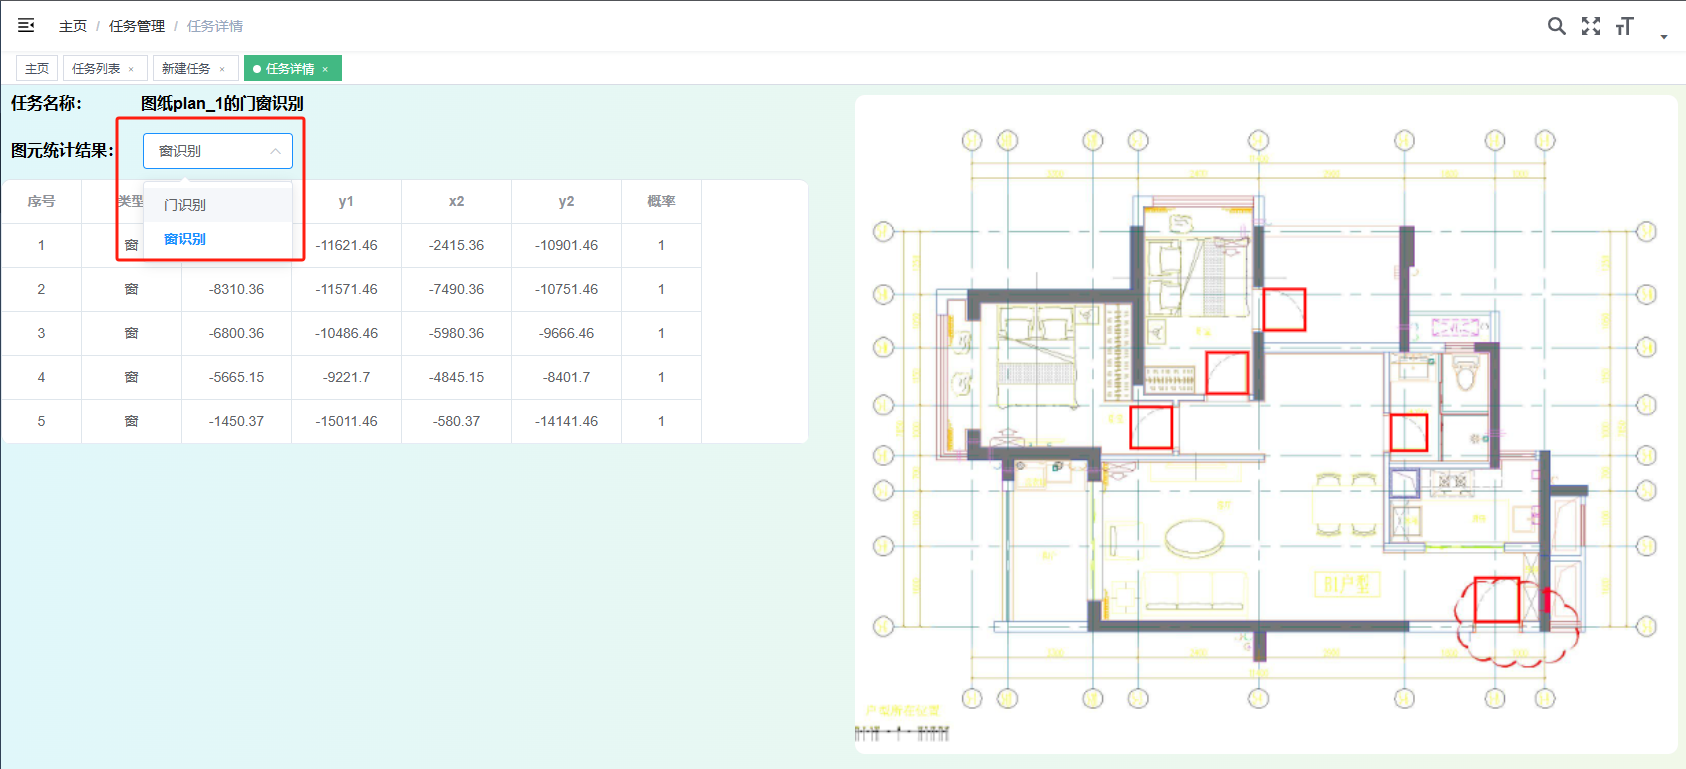 主页 / 任务管理 / 任务详情
主页 任务列表 × 新建任务 × 任务详情 ×
任务名称： 图纸plan_1的门窗识别
图元统计结果： 窗识别
门识别
窗识别
序号 类型 y1 x2 y2 概率
1 窗 -11621.46 -2415.36 -10901.46 1
2 窗 -8310.36 -11571.46 -7490.36 -10751.46 1
3 窗 -6800.36 -10486.46 -5980.36 -9666.46 1
4 窗 -5665.15 -9221.7 -4845.15 -8401.7 1
5 窗 -1450.37 -15011.46 -580.37 -14141.46 1
B1户型
户型所在位置